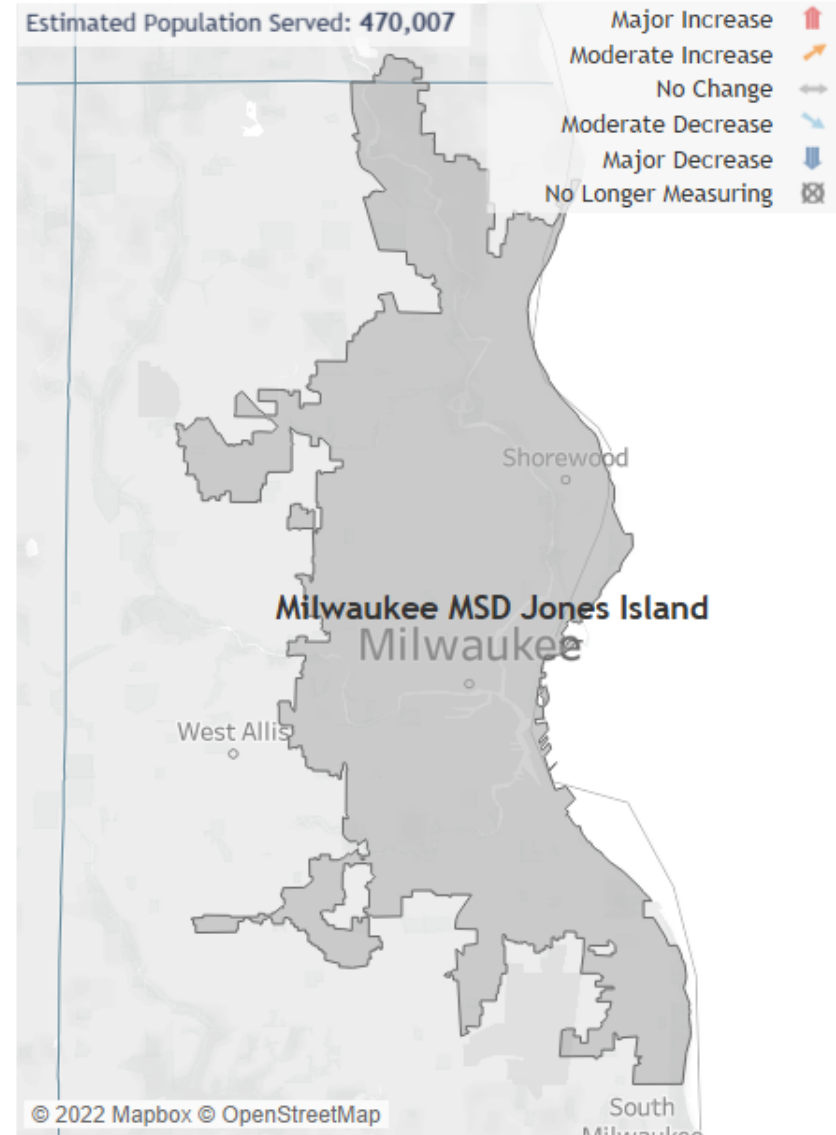 Estimated Population Served: 470,007
Major Increase
Moderate Increase
No Change
Moderate Decrease
Major Decrease
No Longer Measuring
Shorewood
Milwaukee MSD Jones Island
Milwaukee
West Allis
© 2022 Mapbox © OpenStreetMap
South
Milwaukee